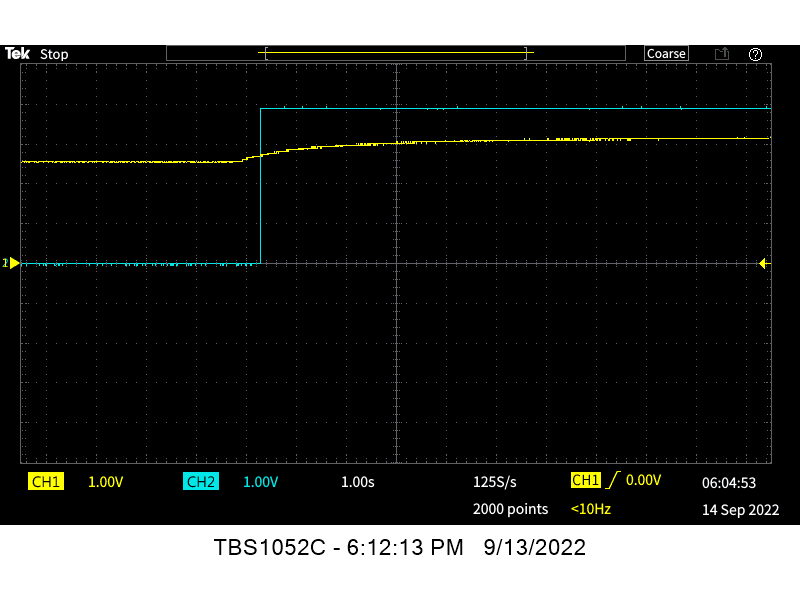 Tek Stop Coarse ?
CH1 1.00V CH2 1.00V 1.00s 125S/s CH1 0.00V 06:04:53
2000 points <10Hz 14 Sep 2022
TBS1052C - 6:12:13 PM 9/13/2022